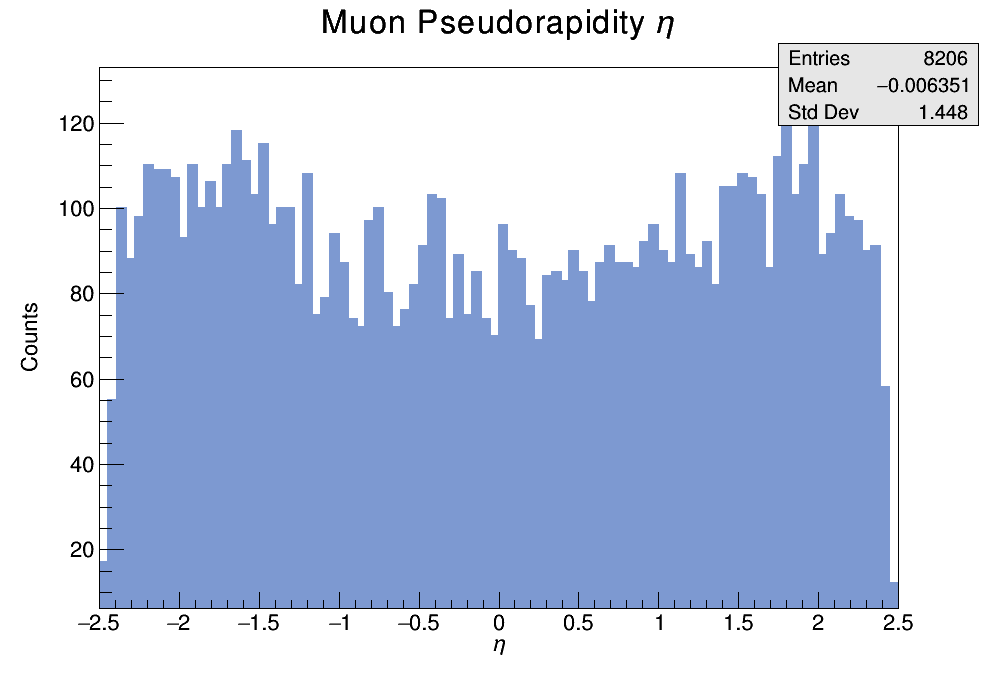 Muon Pseudorapidity η
Entries 8206
Mean −0.006351
Std Dev 1.448
120
100
80
60
40
20
Counts
−2.5 −2 −1.5 −1 −0.5 0 0.5 1 1.5 2 2.5
η